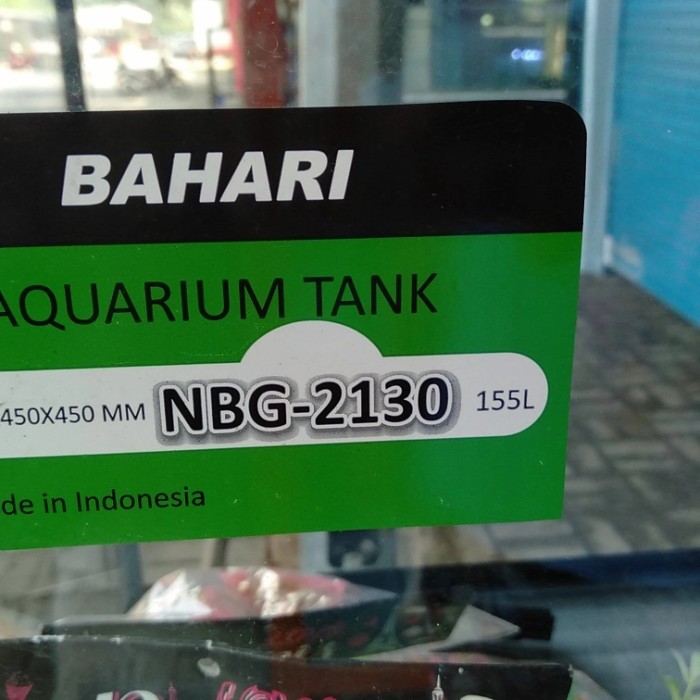 BAHARI
AQUARIUM TANK
450X450 MM NBG-2130 155L
de in Indonesia